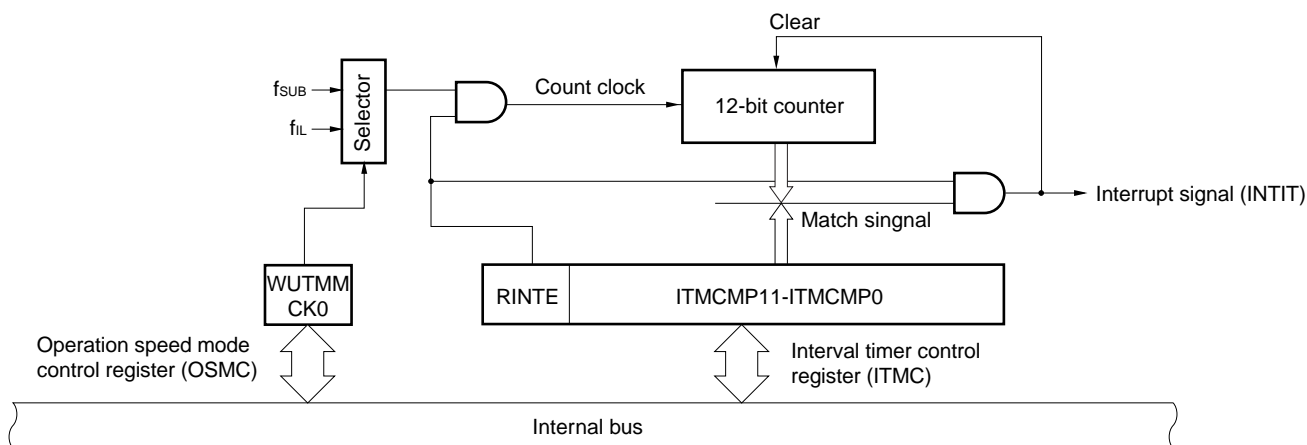 Clear
fSUB
fIL
Selector
Count clock
12-bit counter
Match singnal
Interrupt signal (INTIT)
WUTMM
CK0
RINTE
ITMCMP11-ITMCMP0
Operation speed mode
control register (OSMC)
Interval timer control
register (ITMC)
Internal bus